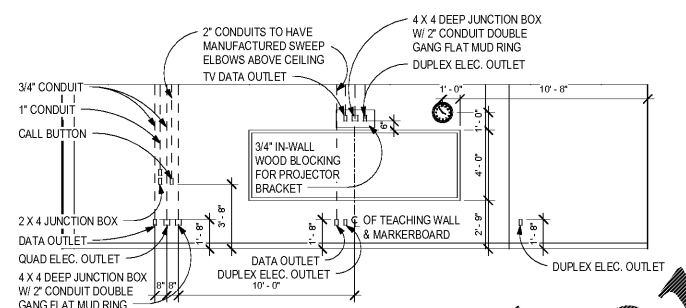 2" CONDUITS TO HAVE
MANUFACTURED SWEEP
ELBOWS ABOVE CEILING
TV DATA OUTLET
4 X 4 DEEP JUNCTION BOX
W/ 2" CONDUIT DOUBLE
GANG FLAT MUD RING
DUPLEX ELEC. OUTLET
3/4" CONDUIT
1" CONDUIT
CALL BUTTON
1' - 0"
10' - 8"
6"
1' - 0"
3/4" IN-WALL
WOOD BLOCKING
FOR PROJECTOR
BRACKET
4' - 0"
2 X 4 JUNCTION BOX
DATA OUTLET
QUAD ELEC. OUTLET
4 X 4 DEEP JUNCTION BOX
W/ 2" CONDUIT DOUBLE
GANG FLAT MUD RING
1' - 8"
3' - 8"
1' - 8"
℄ OF TEACHING WALL
& MARKERBOARD
2' - 9"
1' - 8"
DATA OUTLET
DUPLEX ELEC. OUTLET
DUPLEX ELEC. OUTLET
8" 8"
10' - 0"